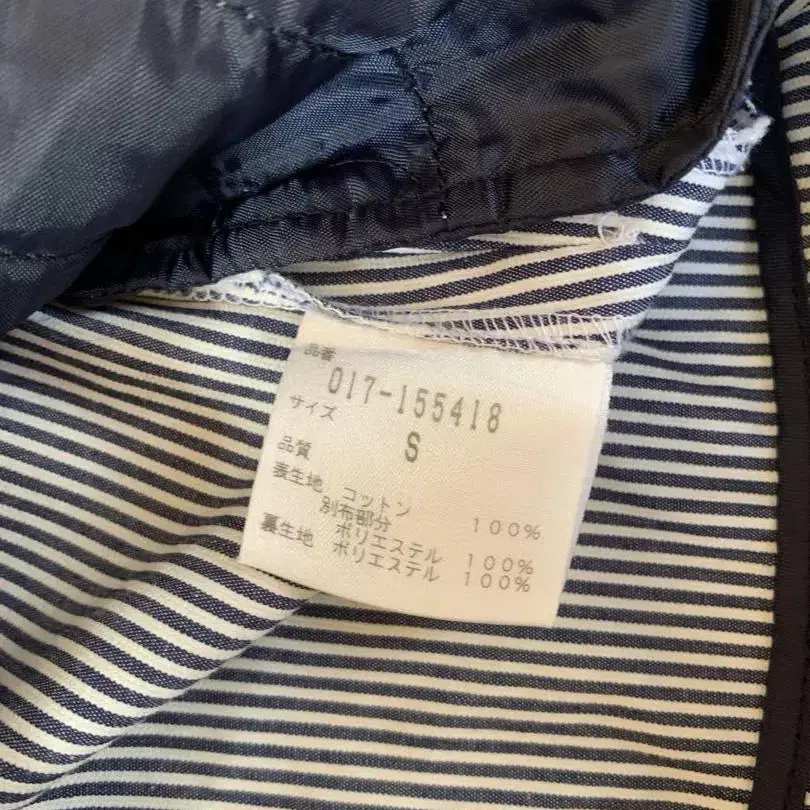 品番
017-155418
サイズ
S
品質
表生地 コットン 100%
別布部分
ポリエステル 100%
裏生地 ポリエステル 100%